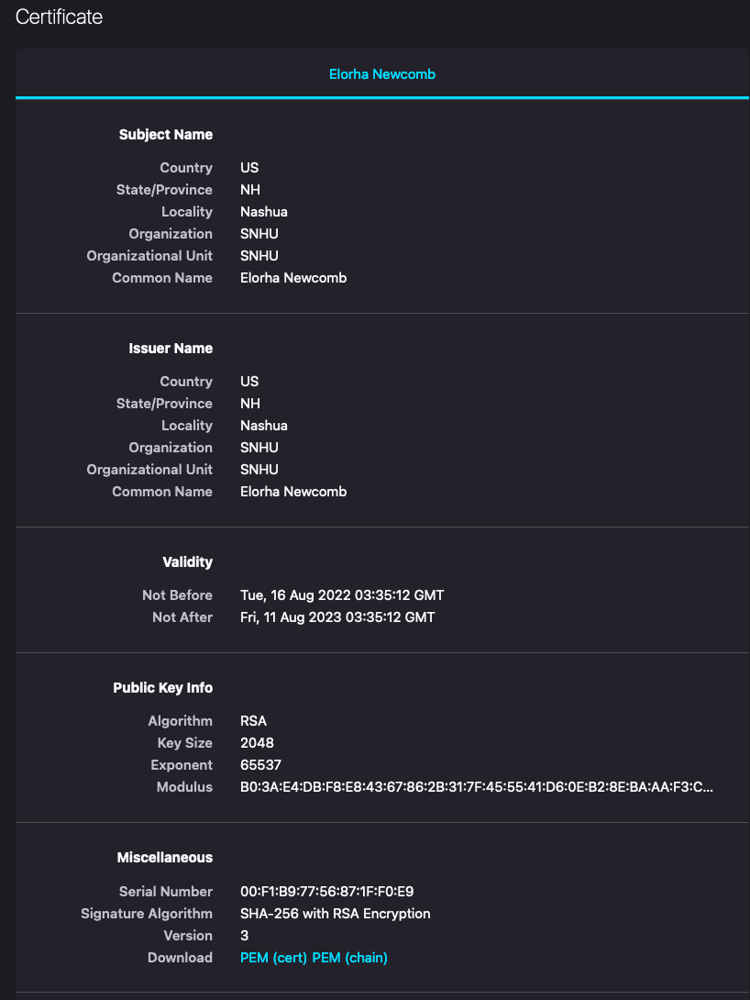 Certificate
Elorha Newcomb
Subject Name
Country US
State/Province NH
Locality Nashua
Organization SNHU
Organizational Unit SNHU
Common Name Elorha Newcomb
Issuer Name
Country US
State/Province NH
Locality Nashua
Organization SNHU
Organizational Unit SNHU
Common Name Elorha Newcomb
Validity
Not Before Tue, 16 Aug 2022 03:35:12 GMT
Not After Fri, 11 Aug 2023 03:35:12 GMT
Public Key Info
Algorithm RSA
Key Size 2048
Exponent 65537
Modulus B0:3A:E4:DB:F8:E8:43:67:86:2B:31:7F:45:55:41:D6:0E:B2:8E:BA:AA:F3:C...
Miscellaneous
Serial Number 00:F1:B9:77:56:87:1F:F0:E9
Signature Algorithm SHA-256 with RSA Encryption
Version 3
Download PEM (cert) PEM (chain)